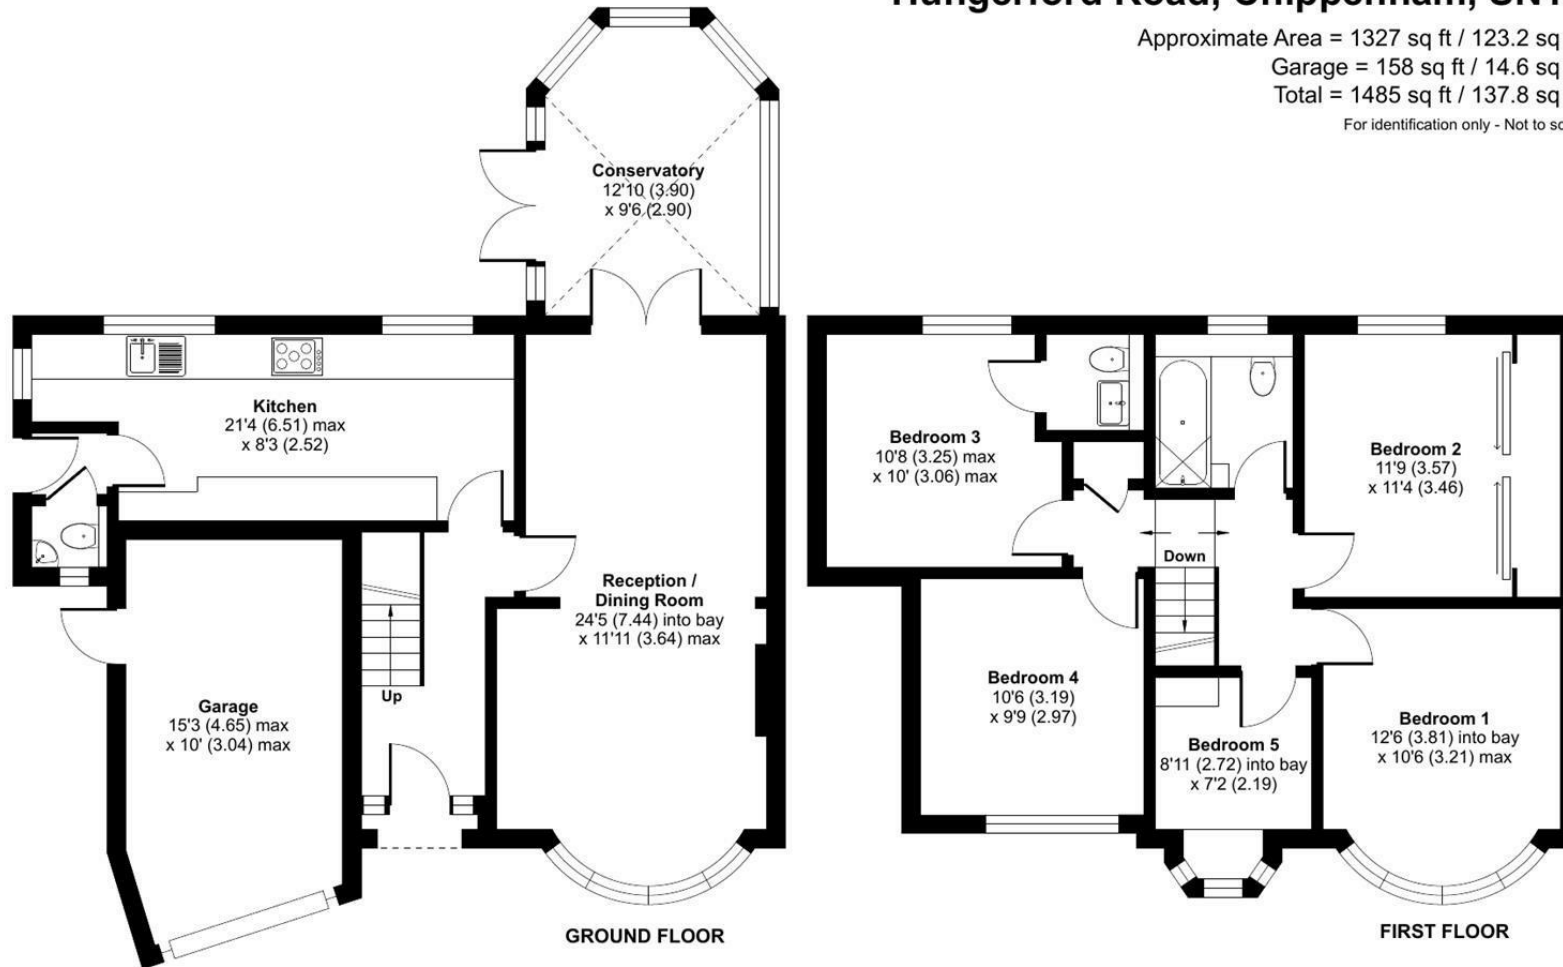 Approximate Area = 1327 sq ft / 123.2 sq
Garage = 158 sq ft / 14.6 sq
Total = 1485 sq ft / 137.8 sq
For identification only - Not to
Conservatory
12'10 (3.90)
x 9'6 (2.90)
Kitchen
21'4 (6.51) max
x 8'3 (2.52)
Reception /
Dining Room
24'5 (7.44) into bay
x 11'11 (3.64) max
Up
Garage
15'3 (4.65) max
x 10' (3.04) max
GROUND FLOOR
Bedroom 3
10'8 (3.25) max
x 10' (3.06) max
Bedroom 2
11'9 (3.57)
x 11'4 (3.46)
Down
Bedroom 4
10'6 (3.19)
x 9'9 (2.97)
Bedroom 5
8'11 (2.72) into bay
x 7'2 (2.19)
Bedroom 1
12'6 (3.81) into bay
x 10'6 (3.21) max
FIRST FLOOR